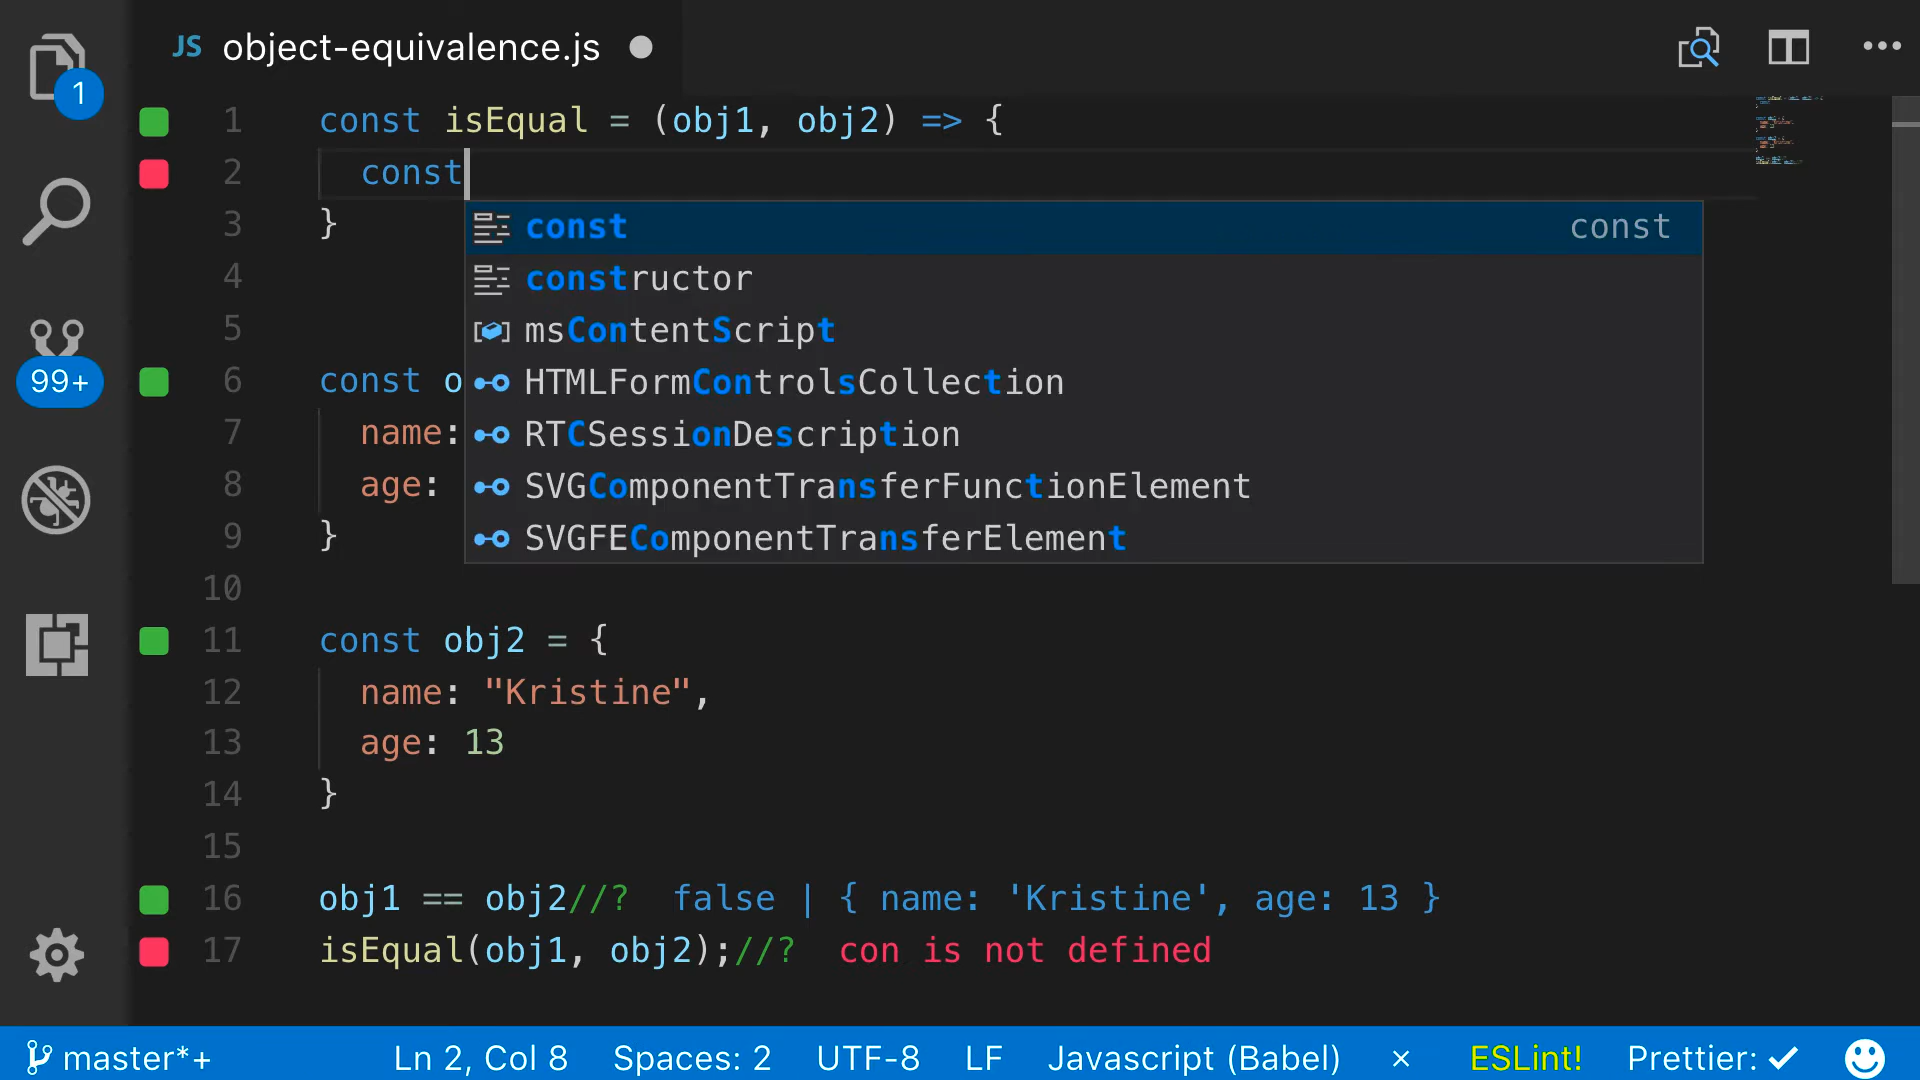 JS object-equivalence.js
1
1 const isEqual = (obj1, obj2) => {
2 const
3 }
const const
constructor
4
msContentScript
5
99+
6 const o
HTMLFormControlsCollection
7 name:
RTCSessionDescription
8 age:
SVGComponentTransferFunctionElement
9 }
SVGFEComponentTransferElement
10
11 const obj2 = {
12 name: "Kristine",
13 age: 13
14 }
15
16 obj1 == obj2//? false | { name: 'Kristine', age: 13 }
17 isEqual(obj1, obj2);//? con is not defined
master*+ Ln 2, Col 8 Spaces: 2 UTF-8 LF Javascript (Babel) × ESLint! Prettier: ✓